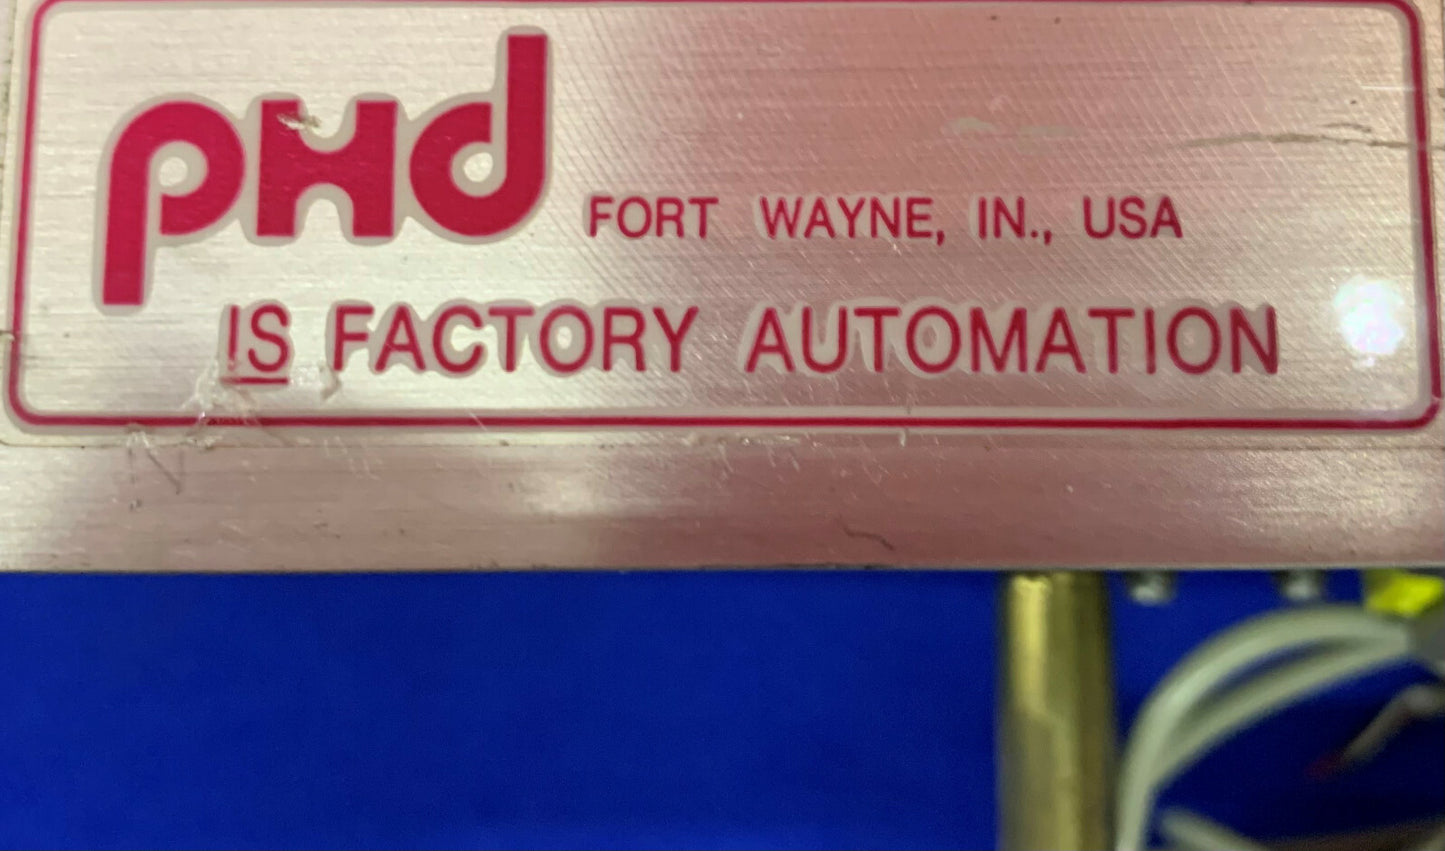 PHD FORT WAYNE, IN., USA
IS FACTORY AUTOMATION